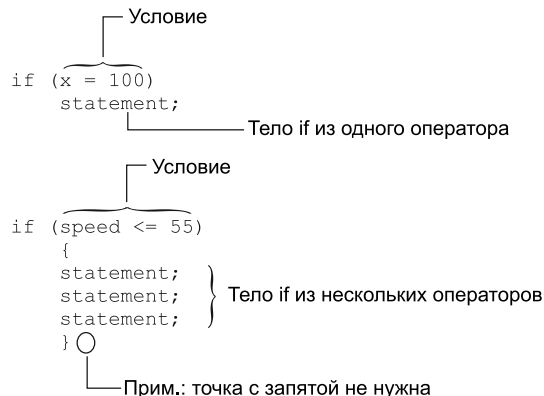 Условие
if (x = 100)
statement;
Тело if из одного оператора
Условие
if (speed <= 55)
{
statement;
statement;
statement;
Тело if из нескольких операторов
}
Прим.: точка с запятой не нужна